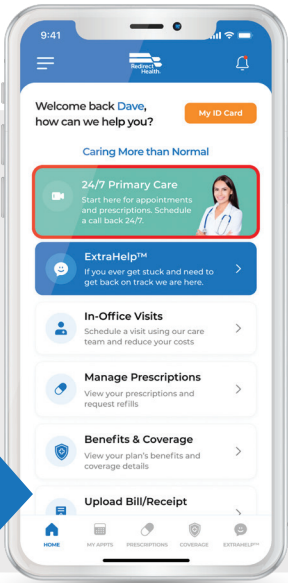 9:41
Redirect
Health.
Welcome back Dave,
how can we help you?
My ID Card
Caring More than Normal
24/7 Primary Care
Start here for appointments
and prescriptions. Schedule
a call back 24/7.
ExtraHelp™
If you ever get stuck and need to
get back on track we are here.
In-Office Visits
Schedule a visit using our care
team and reduce your costs
Manage Prescriptions
View your prescriptions and
request refills
Benefits & Coverage
View your plan's benefits and
coverage details
Upload Bill/Receipt
HOME
MY APPTS
PRESCRIPTIONS
COVERAGE
EXTRAHELP™